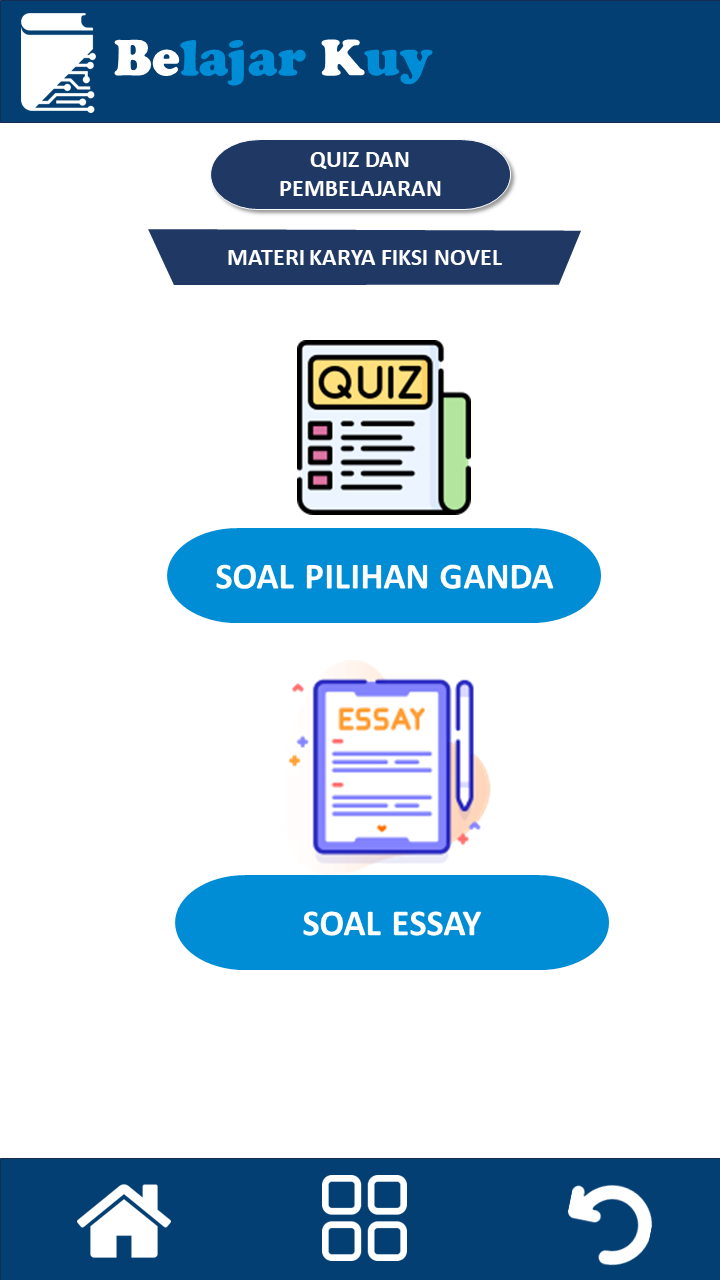 Belajar Kuy
QUIZ DAN
PEMBELAJARAN
MATERI KARYA FIKSI NOVEL
QUIZ
SOAL PILIHAN GANDA
ESSAY
SOAL ESSAY